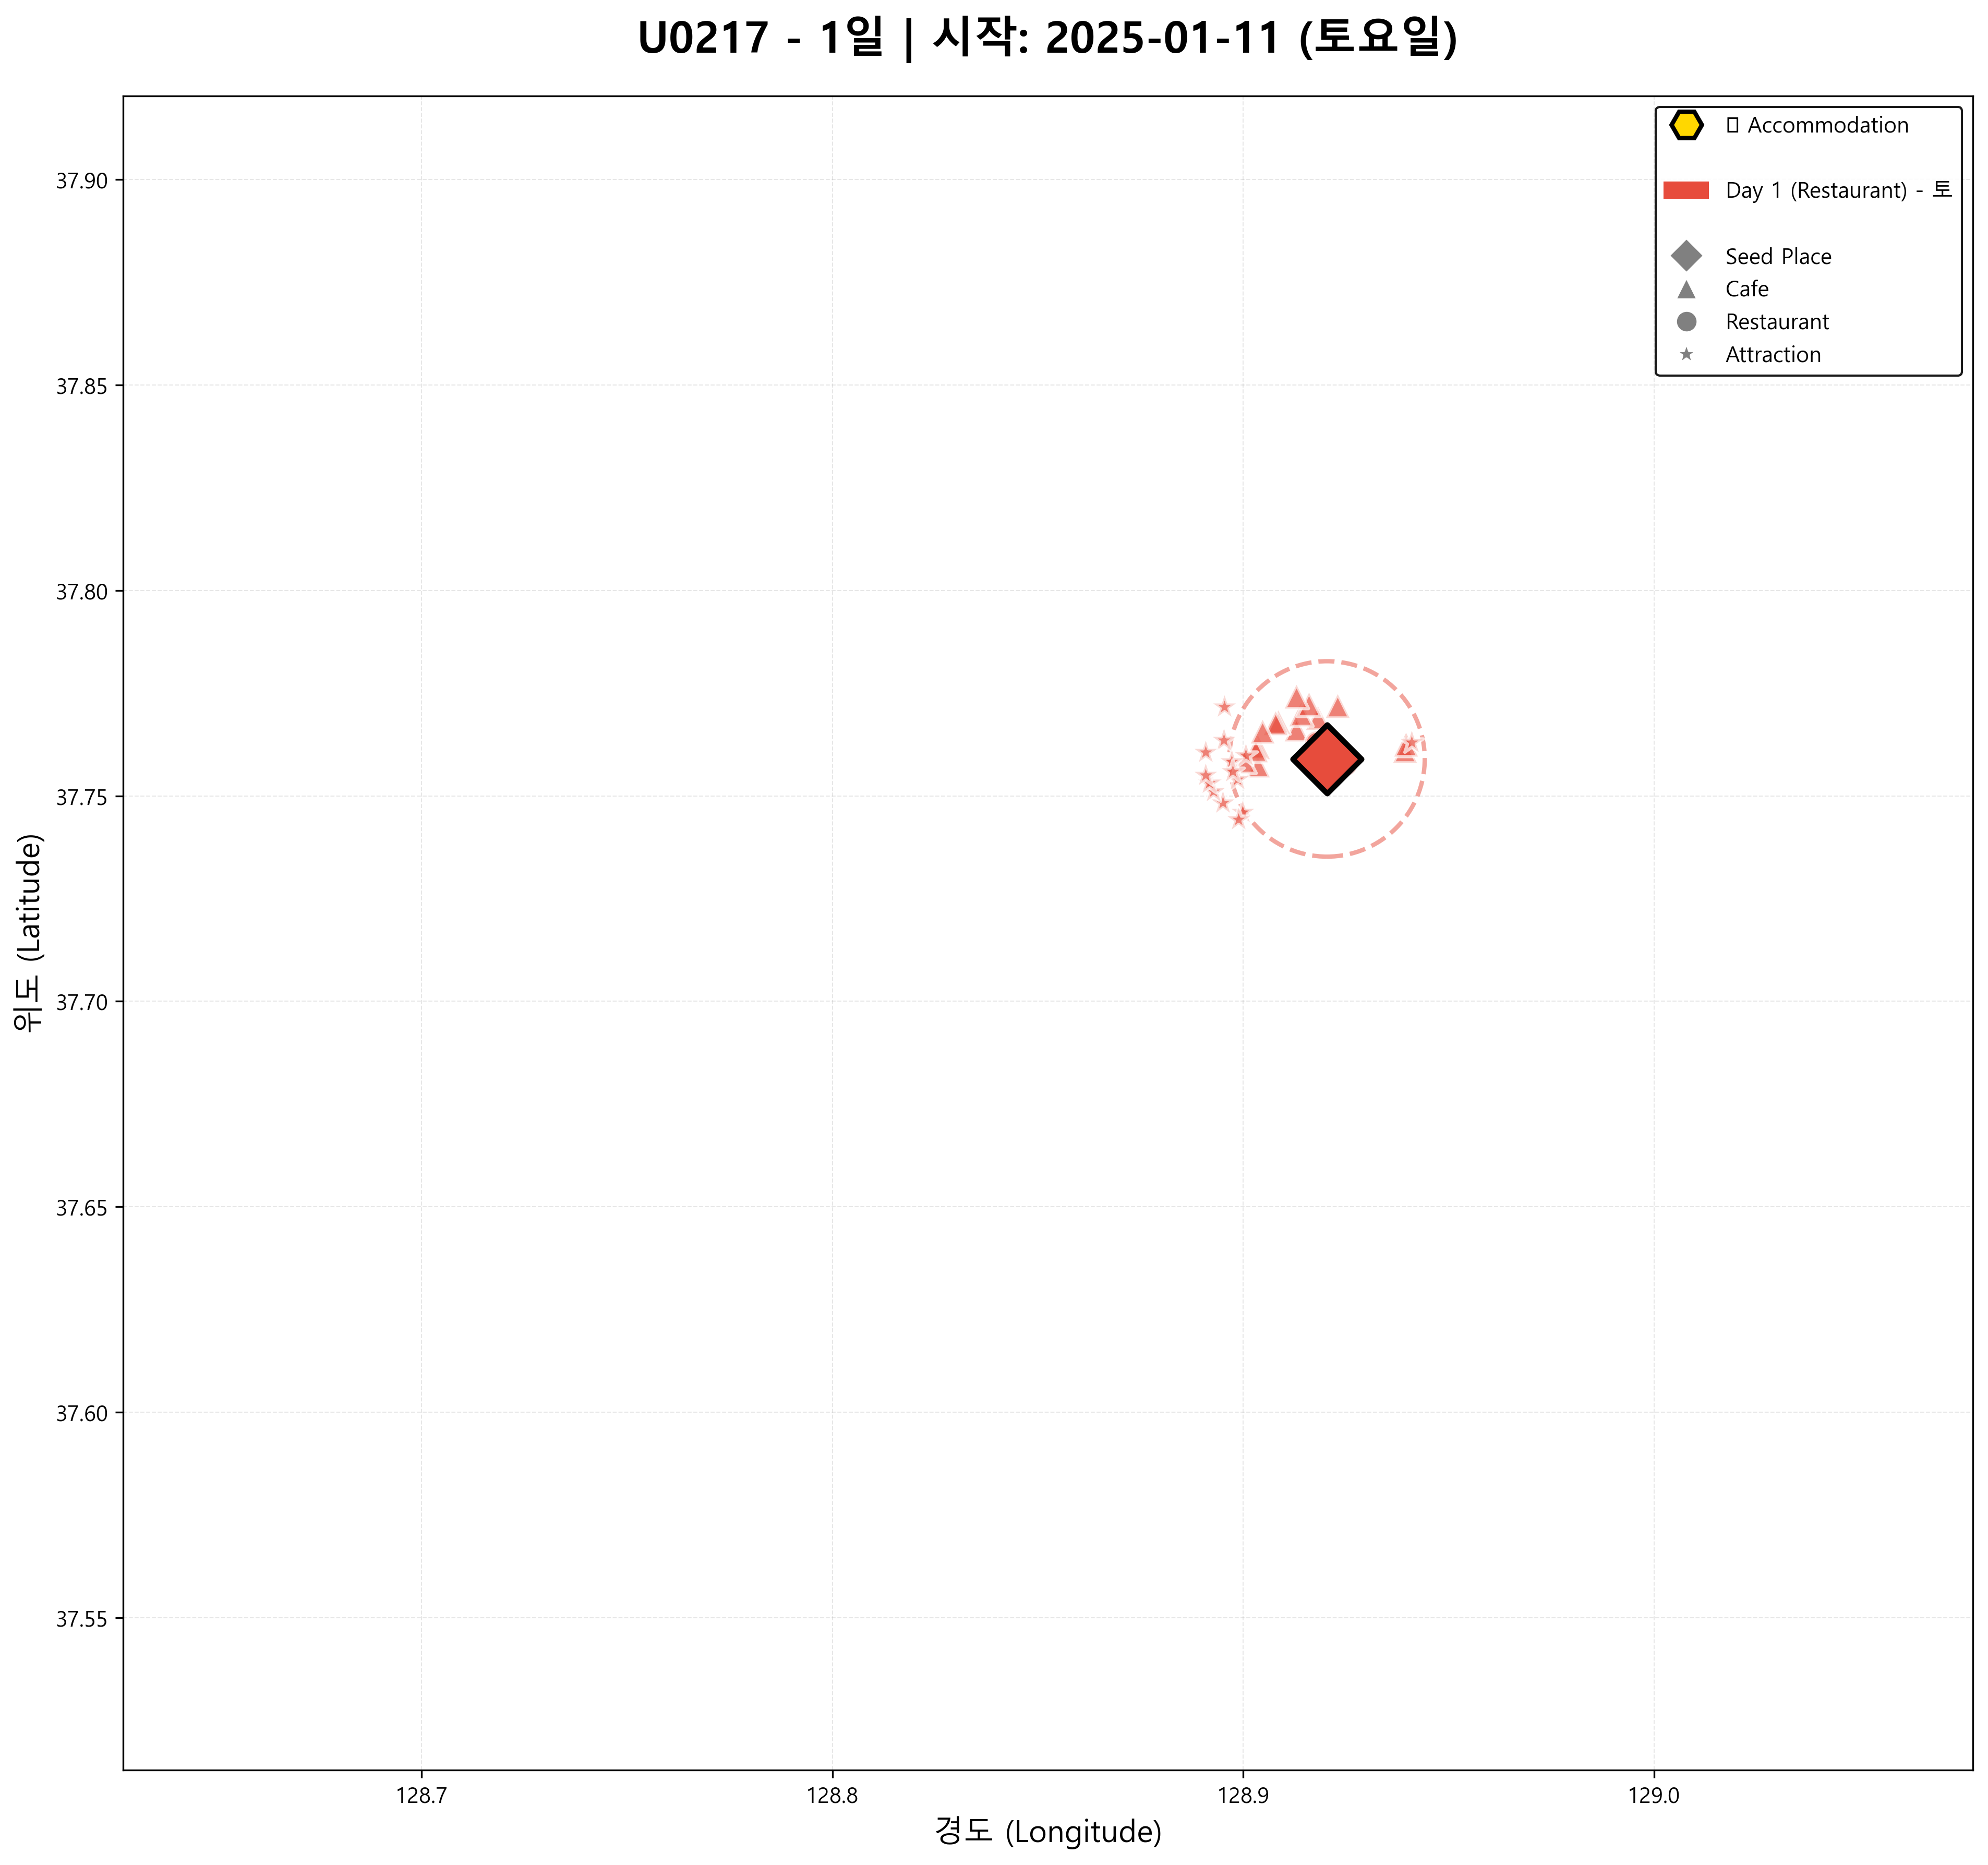 U0217 - 1일 | 시작: 2025-01-11 (토요일)
Accommodation
Day 1 (Restaurant) - 토
Seed Place
Cafe
Restaurant
Attraction
위도 (Latitude)
37.90
37.85
37.80
37.75
37.70
37.65
37.60
37.55
128.7
128.8
128.9
129.0
경도 (Longitude)